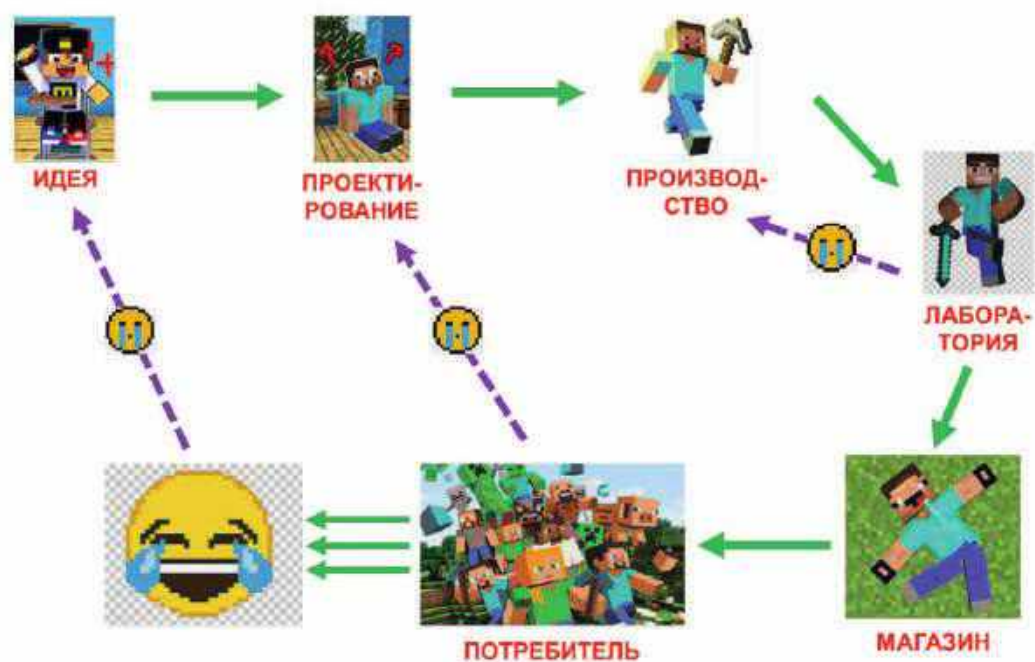 ИДЕЯ
ПРОЕКТИ-
РОВАНИЕ
ПРОИЗВОД-
СТВО
ЛАБОРА-
ТОРИЯ
МАГАЗИН
ПОТРЕБИТЕЛЬ